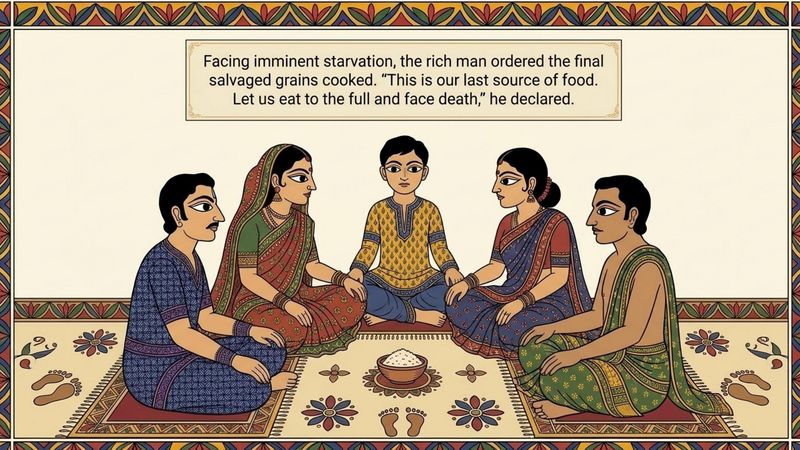 Facing imminent starvation, the rich man ordered the final
salvaged grains cooked. “This is our last source of food.
Let us eat to the full and face death,” he declared.